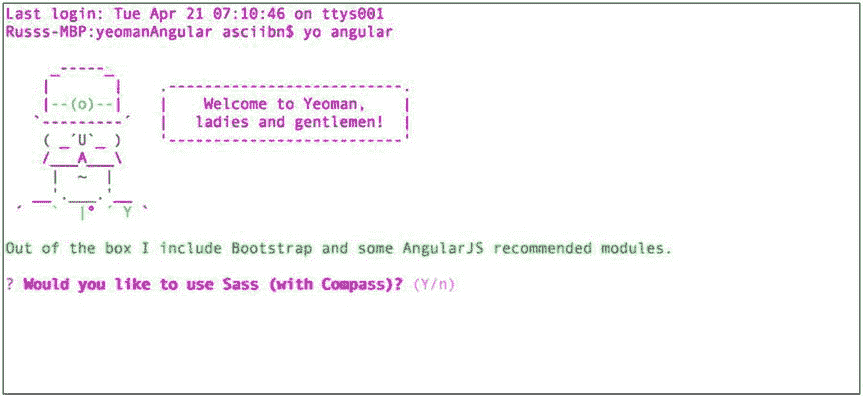 Last login: Tue Apr 21 07:10:46 on ttys001
Russs-MBP:yeomanAngular asciibn$ yo angular
Welcome to Yeoman,
ladies and gentlemen!
Out of the box I include Bootstrap and some AngularJS recommended modules.
? Would you like to use Sass (with Compass)? (Y/n)